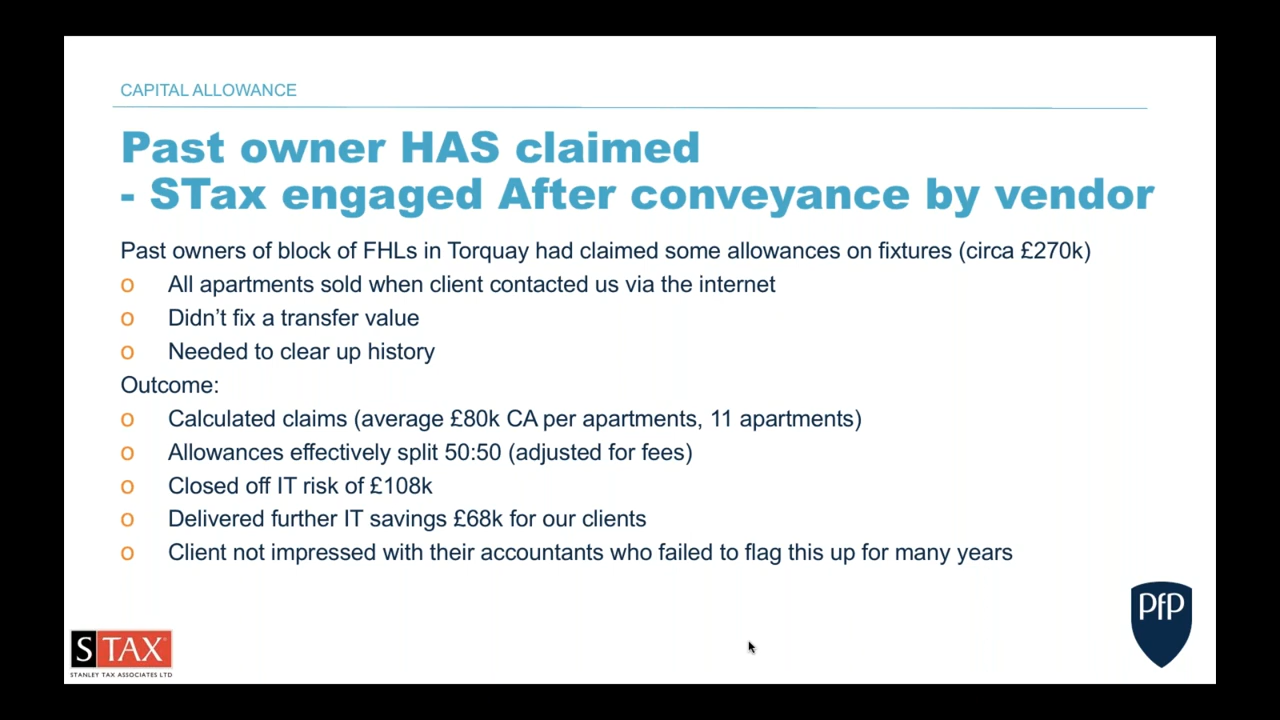 CAPITAL ALLOWANCE
Past owner HAS claimed
- STax engaged After conveyance by vendor
Past owners of block of FHLs in Torquay had claimed some allowances on fixtures (circa £270k)
o All apartments sold when client contacted us via the internet
o Didn’t fix a transfer value
o Needed to clear up history
Outcome:
o Calculated claims (average £80k CA per apartments, 11 apartments)
o Allowances effectively split 50:50 (adjusted for fees)
o Closed off IT risk of £108k
o Delivered further IT savings £68k for our clients
o Client not impressed with their accountants who failed to flag this up for many years
PfP
S TAX
STANLEY TAX ASSOCIATES LTD